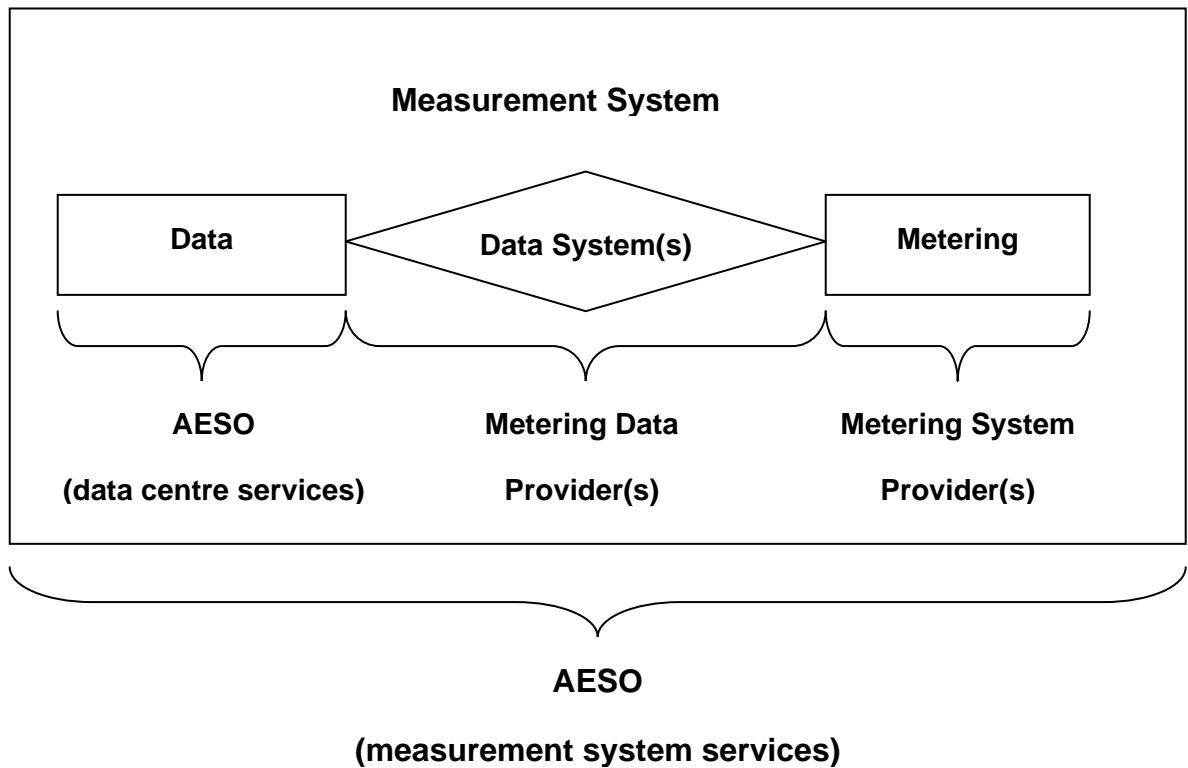 Measurement System
Data
Data System(s)
Metering
AESO
(data centre services)
Metering Data
Provider(s)
Metering System
Provider(s)
AESO
(measurement system services)